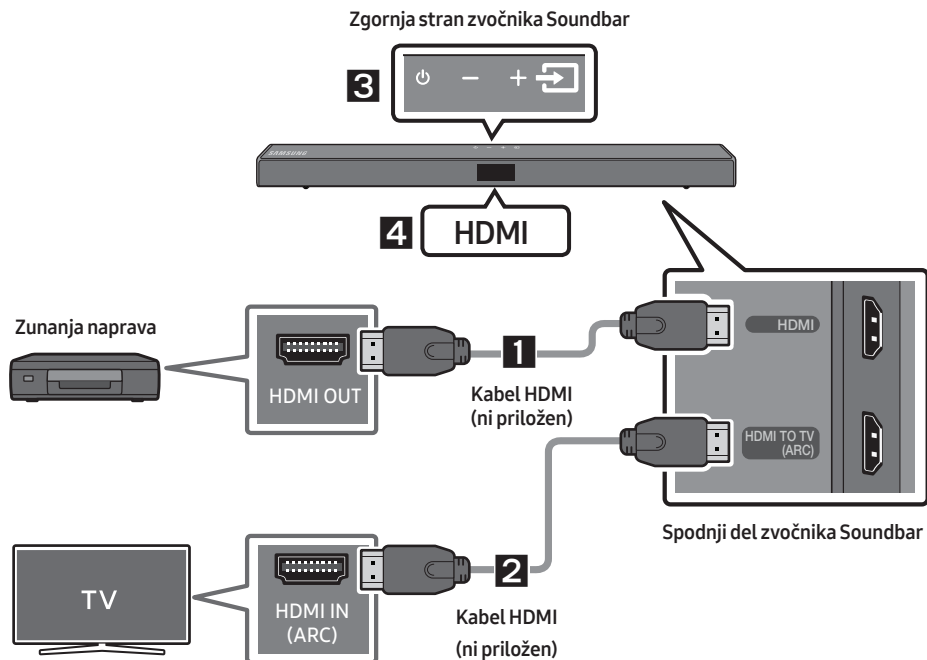 Zgornja stran zvočnika Soundbar
3
SAMSUNG
4
HDMI
Zunanja naprava
HDMI OUT
1
Kabel HDMI
(ni priložen)
HDMI
HDMI TO TV
(ARC)
Spodnji del zvočnika Soundbar
TV
HDMI IN
(ARC)
2
Kabel HDMI
(ni priložen)